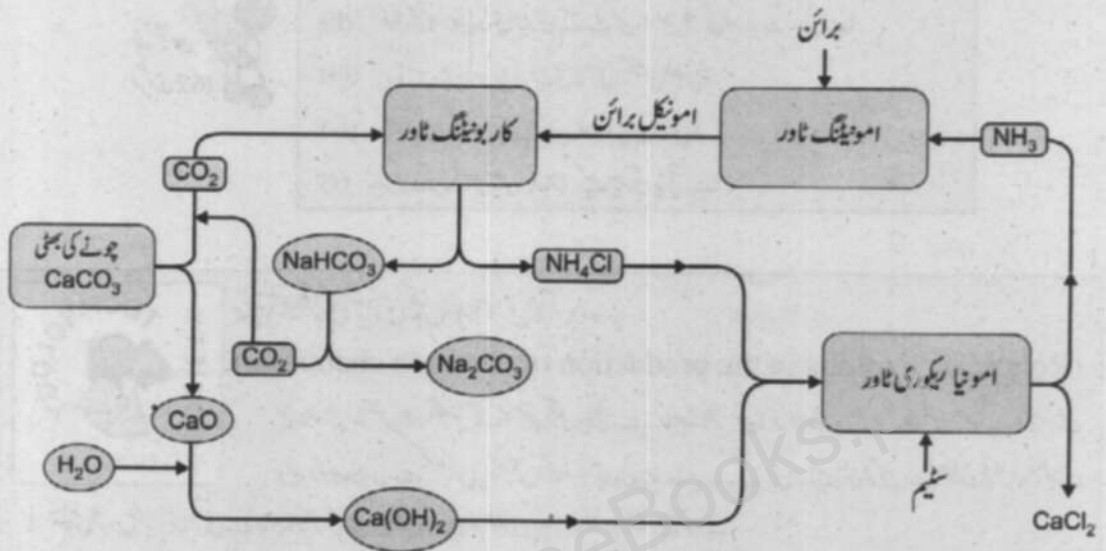 برائن
کاربونیٹنگ ٹاور
امونیکل برائن
امونیٹنگ ٹاور
NH₃
CO₂
چونے کی بھٹی
CaCO₃
NaHCO₃
NH₄Cl
CO₂
Na₂CO₃
امونیا ریکوری ٹاور
CaO
H₂O
Ca(OH)₂
سٹیم
CaCl₂